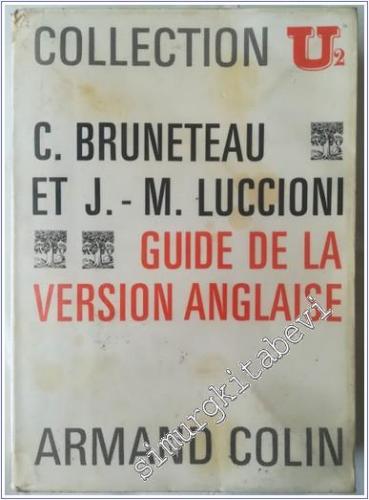 COLLECTION U2
C. BRUNETEAU
ET J.-M. LUCCIONI
GUIDE DE LA
VERSION ANGLAISE
ARMAND COLIN
simurgkitabevi